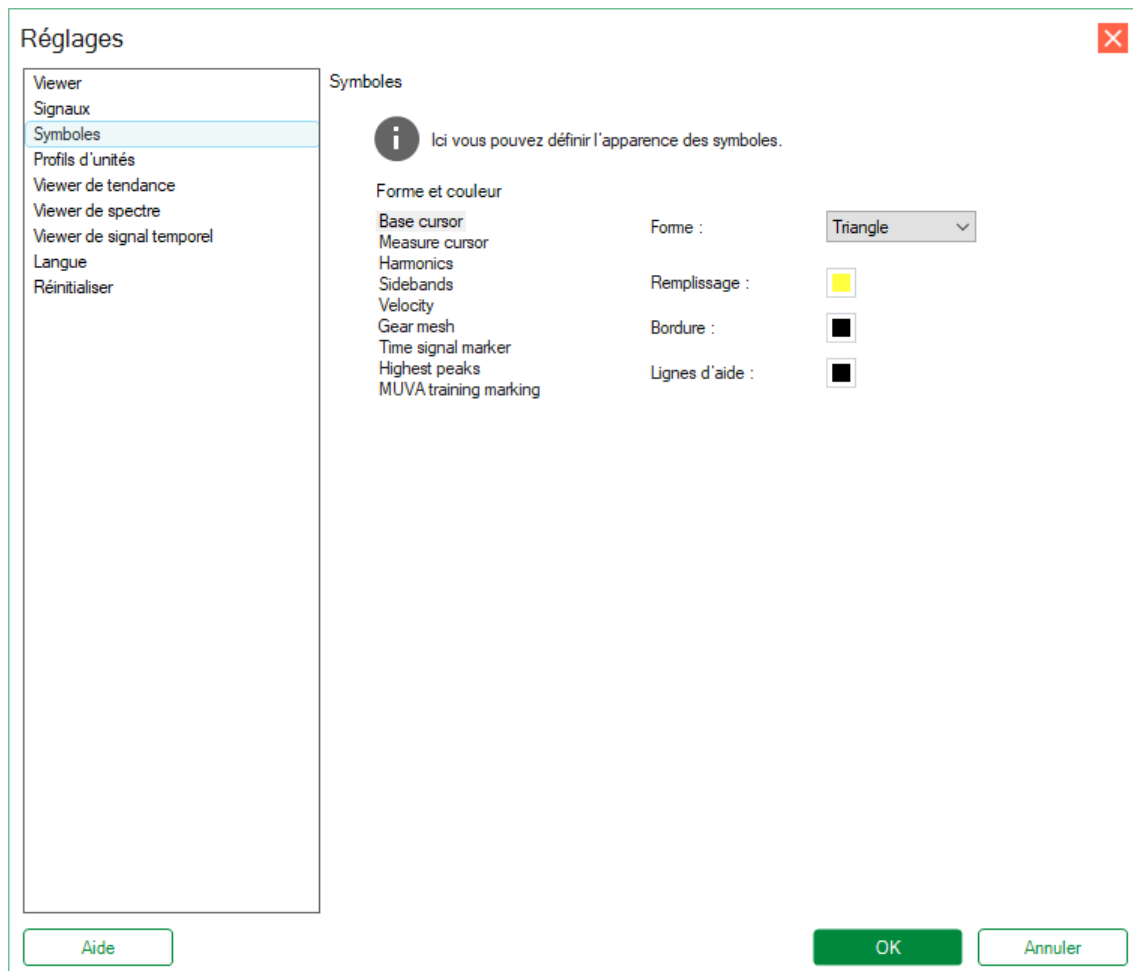 Réglages
Viewer
Signaux
Symboles
Profils d'unités
Viewer de tendance
Viewer de spectre
Viewer de signal temporel
Langue
Réinitialiser
Symboles
Ici vous pouvez définir l'apparence des symboles.
Forme et couleur
Base cursor
Measure cursor
Harmonics
Sidebands
Velocity
Gear mesh
Time signal marker
Highest peaks
MUVA training marking
Forme : Triangle
Remplissage :
Bordure :
Lignes d'aide :
Aide
OK
Annuler